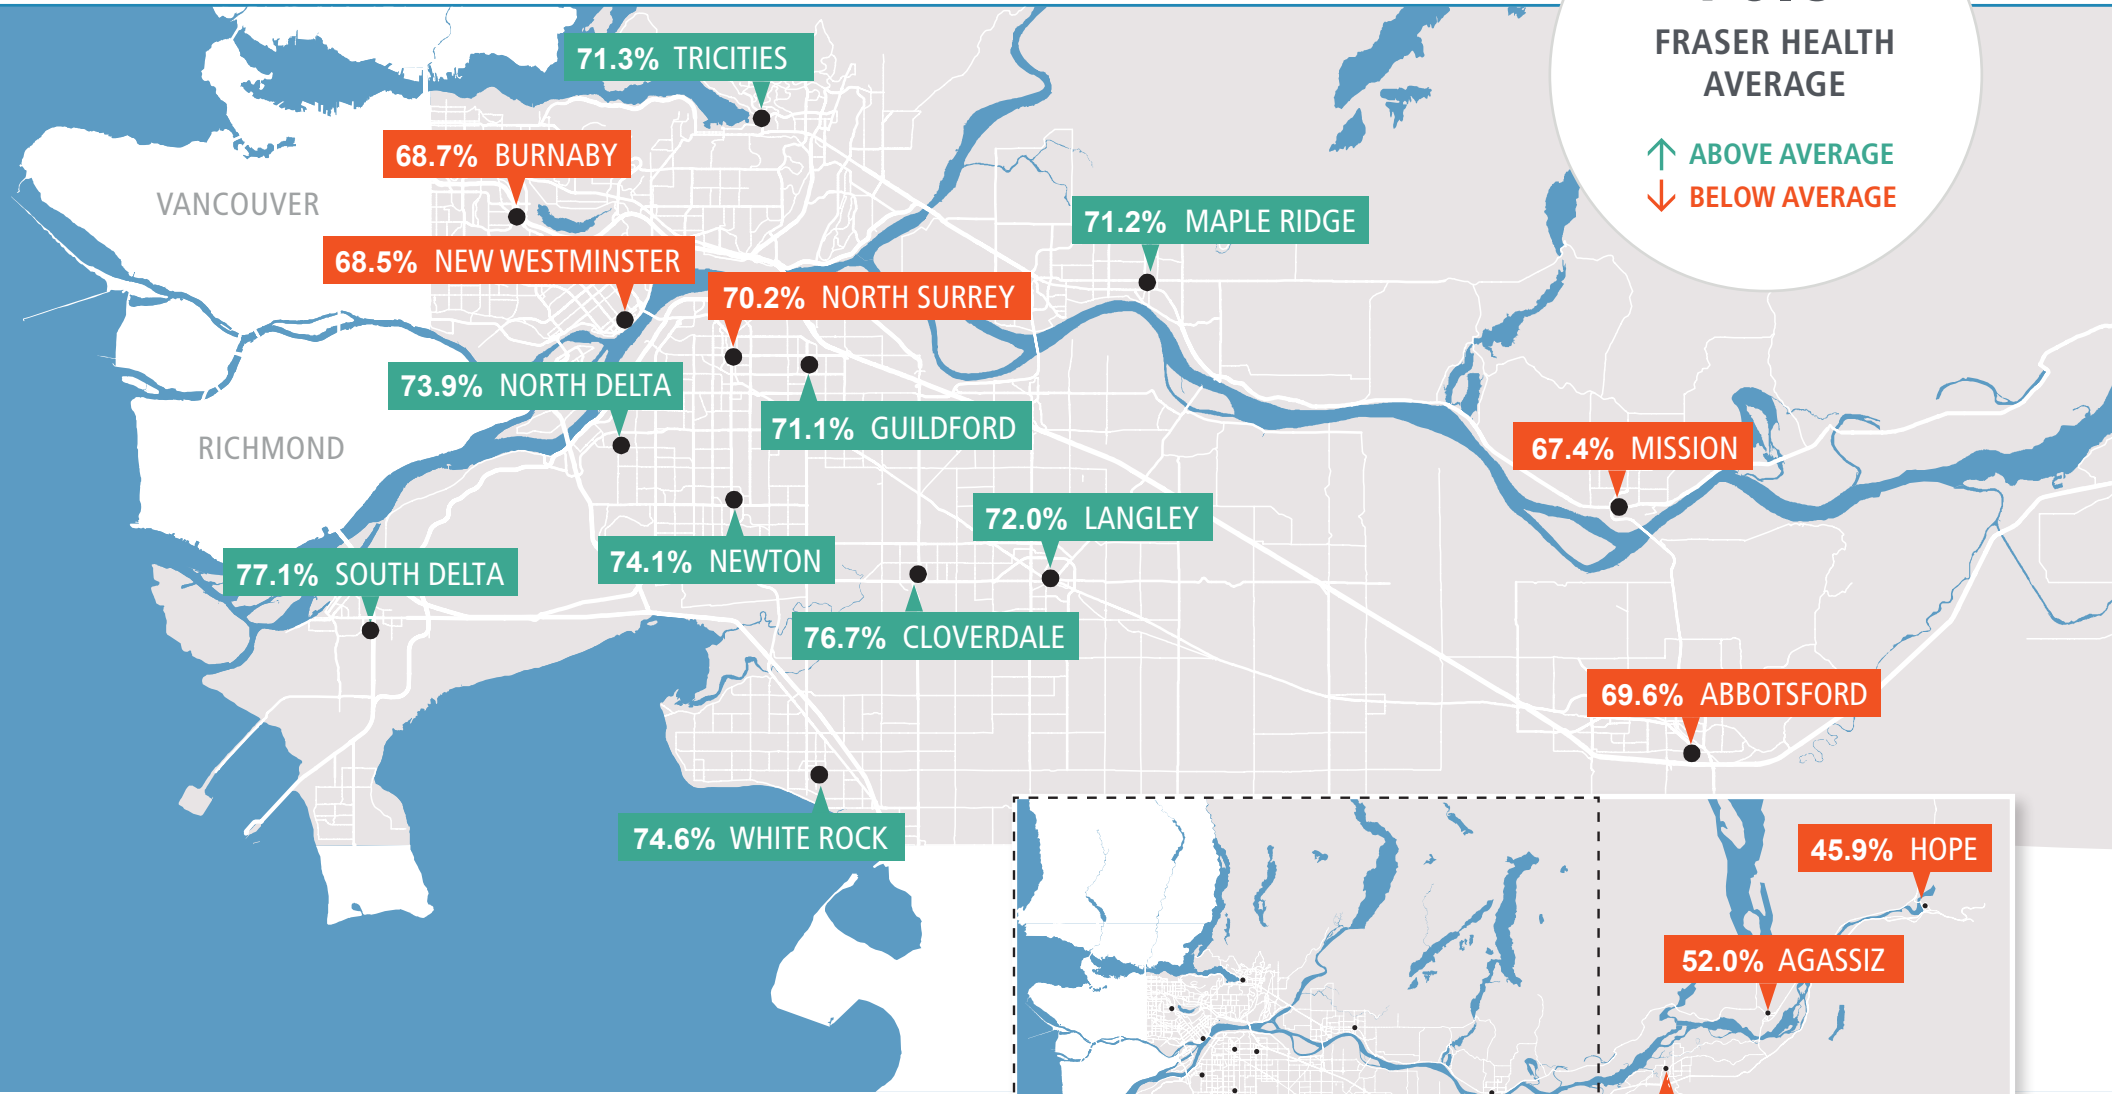 FRASER HEALTH
AVERAGE
↑ ABOVE AVERAGE
↓ BELOW AVERAGE
71.3% TRICITIES
68.7% BURNABY
VANCOUVER
71.2% MAPLE RIDGE
68.5% NEW WESTMINSTER
70.2% NORTH SURREY
73.9% NORTH DELTA
71.1% GUILDFORD
RICHMOND
67.4% MISSION
72.0% LANGLEY
74.1% NEWTON
77.1% SOUTH DELTA
76.7% CLOVERDALE
69.6% ABBOTSFORD
74.6% WHITE ROCK
45.9% HOPE
52.0% AGASSIZ